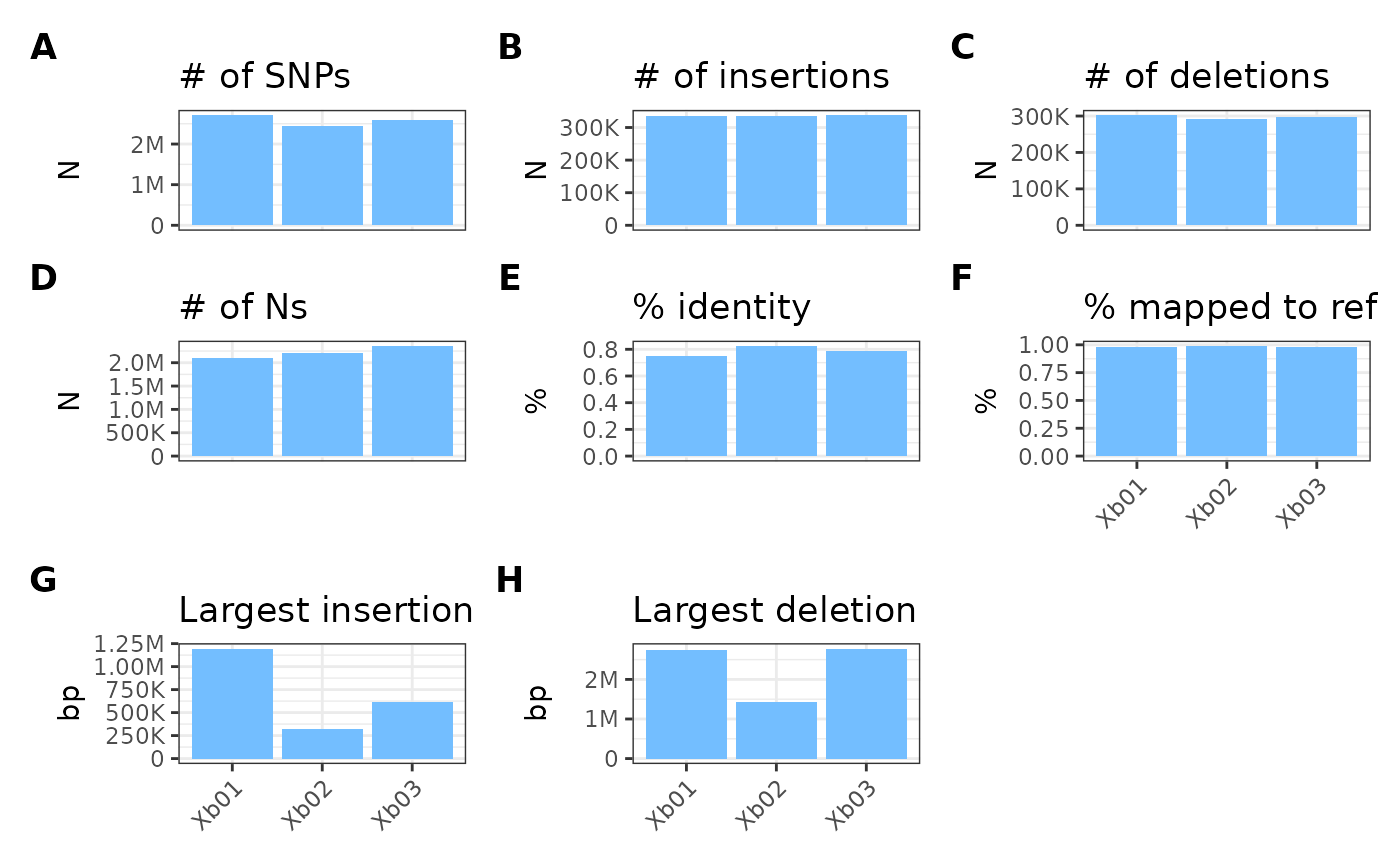 A
# of SNPs
N
2M
1M
0
B
# of insertions
N
300K
200K
100K
0
C
# of deletions
N
300K
200K
100K
0
D
# of Ns
N
2.0M
1.5M
1.0M
500K
0
E
% identity
%
0.8
0.6
0.4
0.2
0.0
F
% mapped to ref
%
1.00
0.75
0.50
0.25
0.00
Xb01
Xb02
Xb03
G
Largest insertion
bp
1.25M
1.00M
750K
500K
250K
0
Xb01
Xb02
Xb03
H
Largest deletion
bp
2M
1M
0
Xb01
Xb02
Xb03